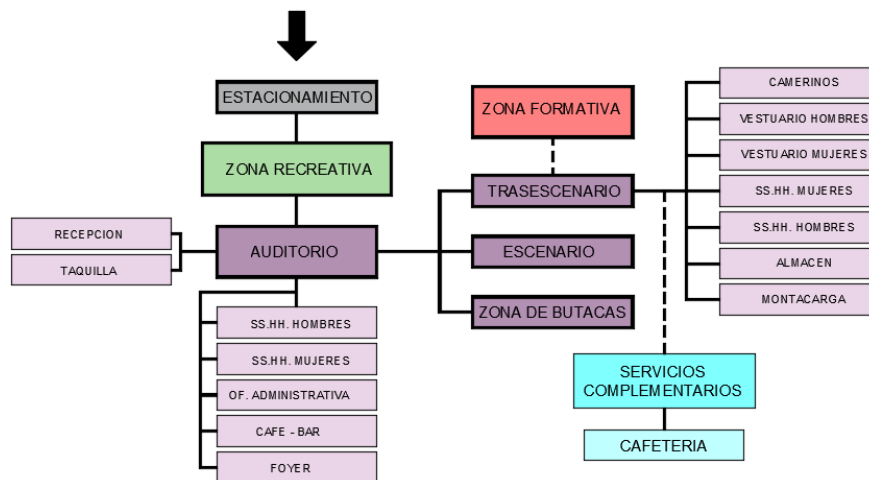 ESTACIONAMIENTO
ZONA RECREATIVA
AUDITORIO
RECEPCION
TAQUILLA
SS.HH. HOMBRES
SS.HH. MUJERES
OF. ADMINISTRATIVA
CAFE - BAR
FOYER
ZONA FORMATIVA
TRASESCENARIO
ESCENARIO
ZONA DE BUTACAS
CAMERINOS
VESTUARIO HOMBRES
VESTUARIO MUJERES
SS.HH. MUJERES
SS.HH. HOMBRES
ALMACEN
MONTACARGA
SERVICIOS
COMPLEMENTARIOS
CAFETERIA